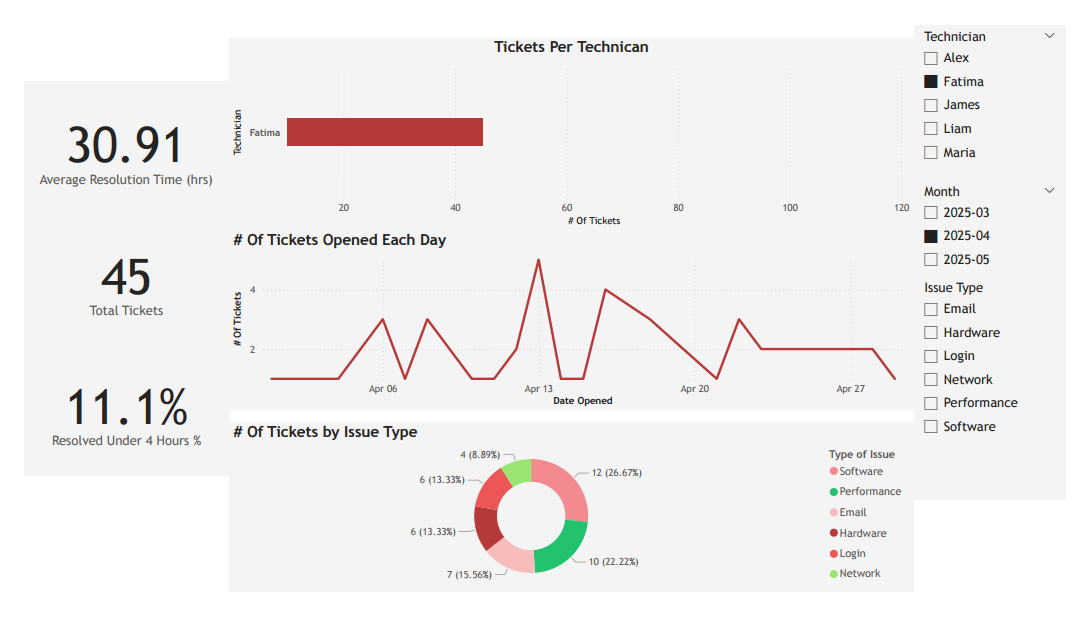 30.91
Average Resolution Time (hrs)
45
Total Tickets
11.1%
Resolved Under 4 Hours %
Tickets Per Technican
Technician
Fatima
20 40 60 80 100 120
# Of Tickets
# Of Tickets Opened Each Day
# Of Tickets
4
2
Apr 06 Apr 13 Apr 20 Apr 27
Date Opened
# Of Tickets by Issue Type
4 (8.89%)
12 (26.67%)
6 (13.33%)
6 (13.33%)
7 (15.56%)
10 (22.22%)
Type of Issue
Software
Performance
Email
Hardware
Login
Network
Technician
Alex
Fatima
James
Liam
Maria
Month
2025-03
2025-04
2025-05
Issue Type
Email
Hardware
Login
Network
Performance
Software